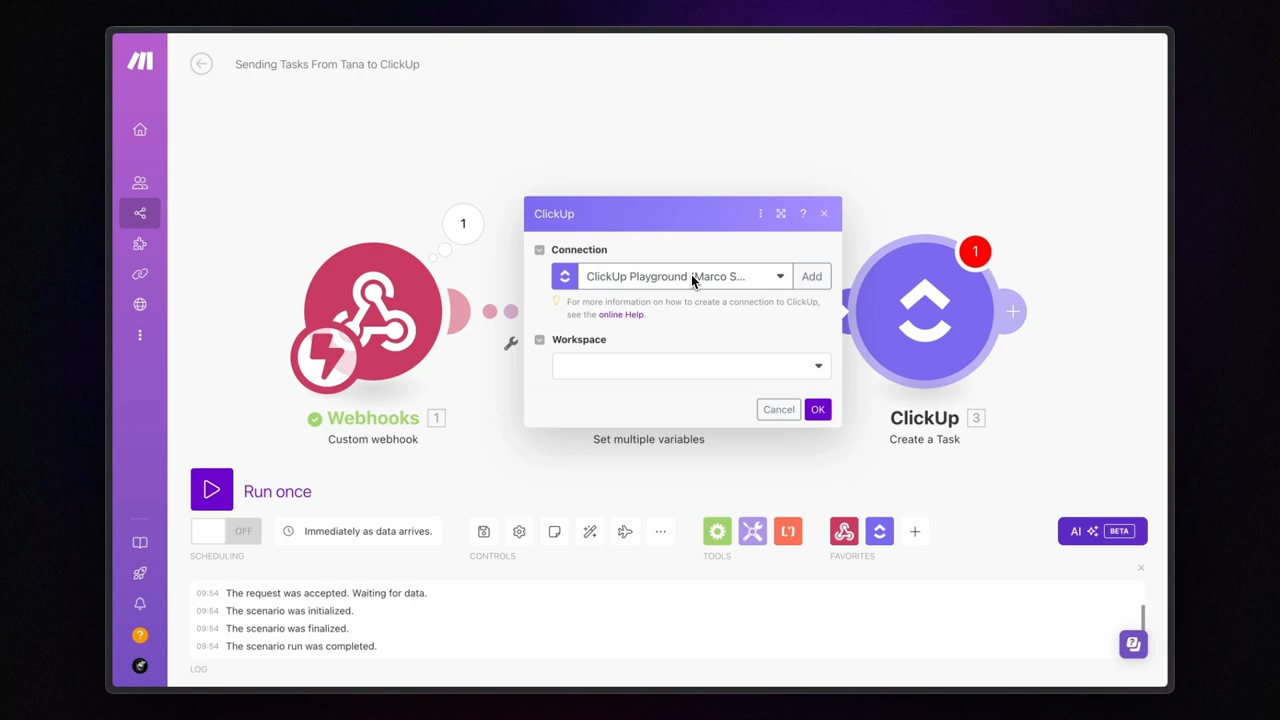 Sending Tasks From Tana to ClickUp
1
ClickUp
?
Connection
ClickUp Playground (Marco S...
Add
For more information on how to create a connection to ClickUp,
see the online Help.
Workspace
Cancel
OK
1
Webhooks 1
Custom webhook
Set multiple variables
ClickUp 3
Create a Task
Run once
OFF
Immediately as data arrives.
AI BETA
SCHEDULING
CONTROLS
TOOLS
FAVORITES
09:54 The request was accepted. Waiting for data.
09:54 The scenario was initialized.
09:54 The scenario was finalized.
09:54 The scenario run was completed.
LOG
?